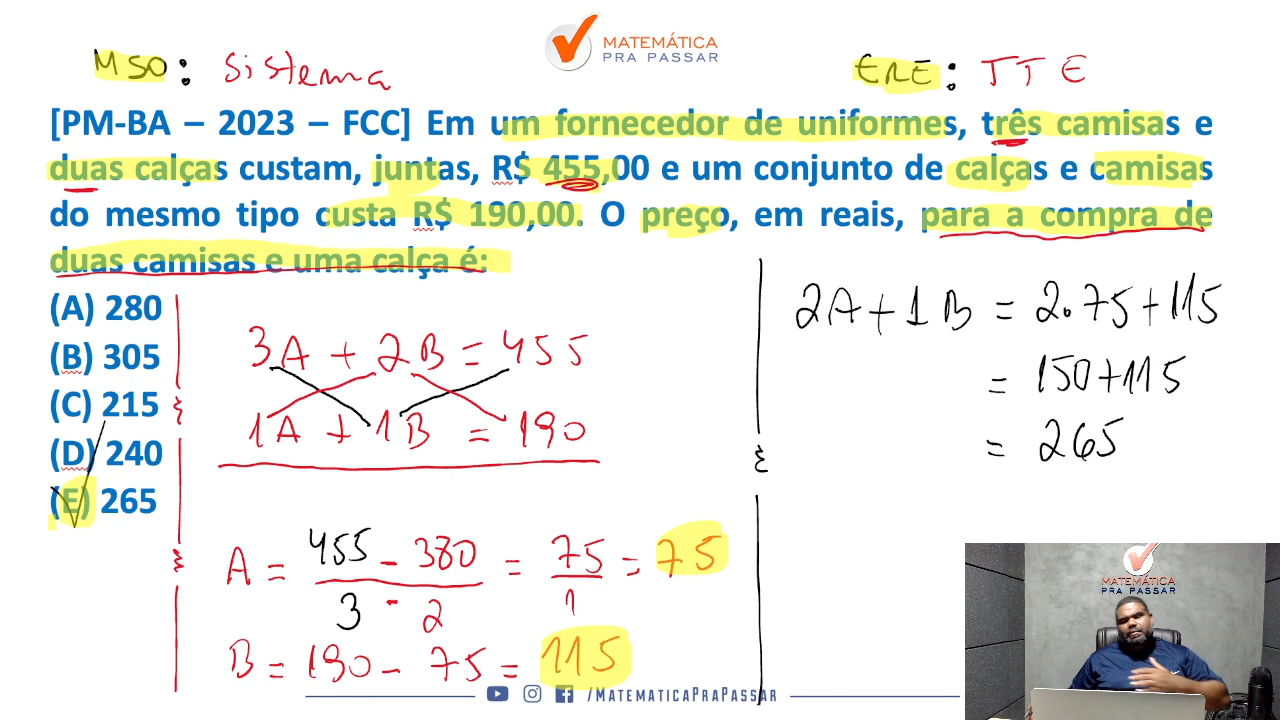 MATEMÁTICA
PRA PASSAR
MSO: Sistema
ERE: TTE
[PM-BA – 2023 – FCC] Em um fornecedor de uniformes, três camisas e
duas calças custam, juntas, R$ 455,00 e um conjunto de calças e camisas
do mesmo tipo custa R$ 190,00. O preço, em reais, para a compra de
duas camisas e uma calça é:
(A) 280
(B) 305
(C) 215
(D) 240
(E) 265
3A + 2B = 455
1A + 1B = 190
A = 455 - 380 = 75 = 75
3 - 2 1
B = 190 - 75 = 115
2A + 1B = 2.75 + 115
= 150 + 115
= 265
/MATEMATICAPRAPASSAR
MATEMÁTICA
PRA PASSAR